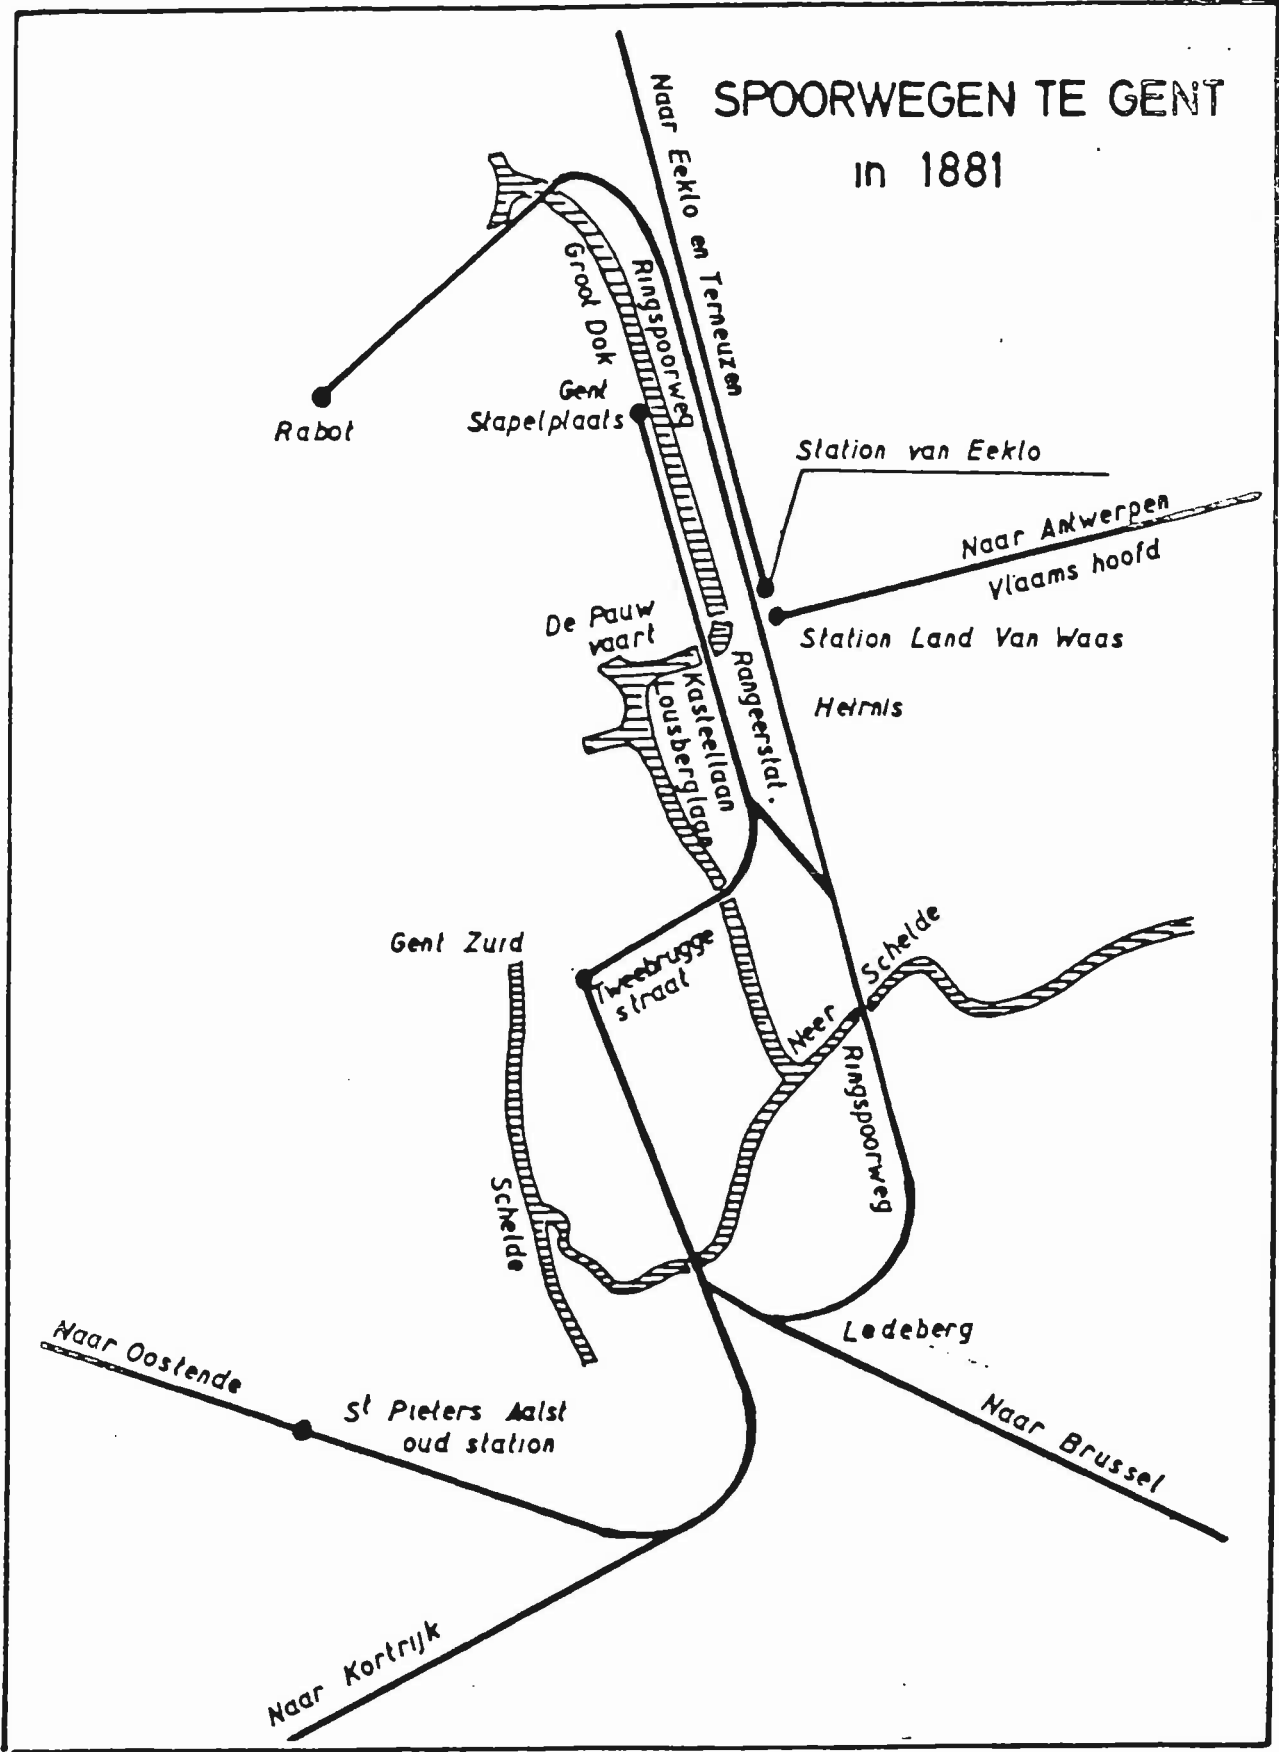 SPOORWEGEN TE GENT
in 1881
Naar Eeklo en Terneuzen
Groot Dok
Ringspoorweg
Rabot
Gent
Stapelplaats
Station van Eeklo
Naar Antwerpen
Vlaams hoofd
Station Land Van Waas
De Pauw
vaart
Kasteellaan
Lousberglaan
Rangeerstat.
Heirnis
Gent Zuid
Tweebrugge
straat
Neer
Schelde
Ringspoorweg
Schelde
Ledeberg
Naar Oostende
St Pieters Aalst
oud station
Naar Brussel
Naar Kortrijk